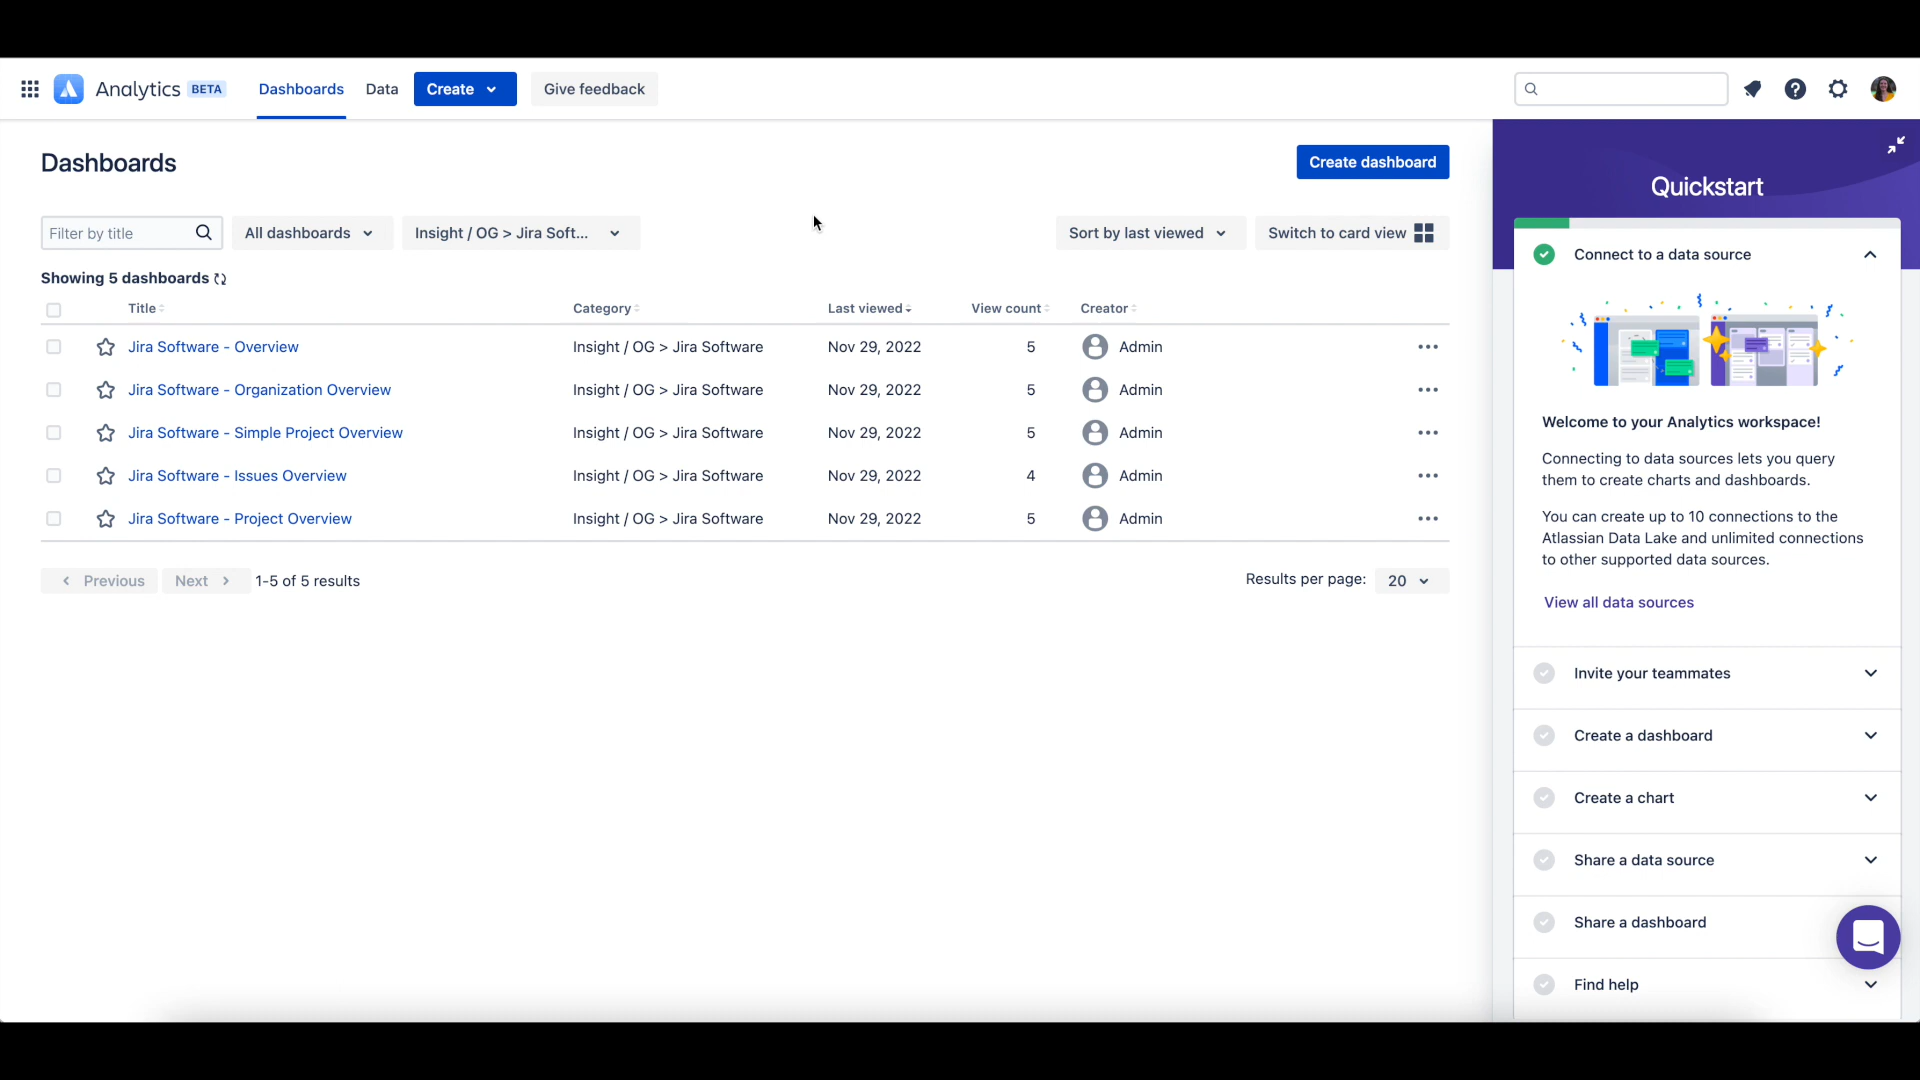 Analytics BETA Dashboards Data Create Give feedback
Dashboards
Create dashboard
Filter by title All dashboards Insight / OG > Jira Soft... Sort by last viewed Switch to card view
Showing 5 dashboards
Title Category Last viewed View count Creator
Jira Software - Overview Insight / OG > Jira Software Nov 29, 2022 5 Admin
Jira Software - Organization Overview Insight / OG > Jira Software Nov 29, 2022 5 Admin
Jira Software - Simple Project Overview Insight / OG > Jira Software Nov 29, 2022 5 Admin
Jira Software - Issues Overview Insight / OG > Jira Software Nov 29, 2022 4 Admin
Jira Software - Project Overview Insight / OG > Jira Software Nov 29, 2022 5 Admin
Previous Next 1-5 of 5 results Results per page: 20
Quickstart
Connect to a data source
Welcome to your Analytics workspace!
Connecting to data sources lets you query
them to create charts and dashboards.
You can create up to 10 connections to the
Atlassian Data Lake and unlimited connections
to other supported data sources.
View all data sources
Invite your teammates
Create a dashboard
Create a chart
Share a data source
Share a dashboard
Find help